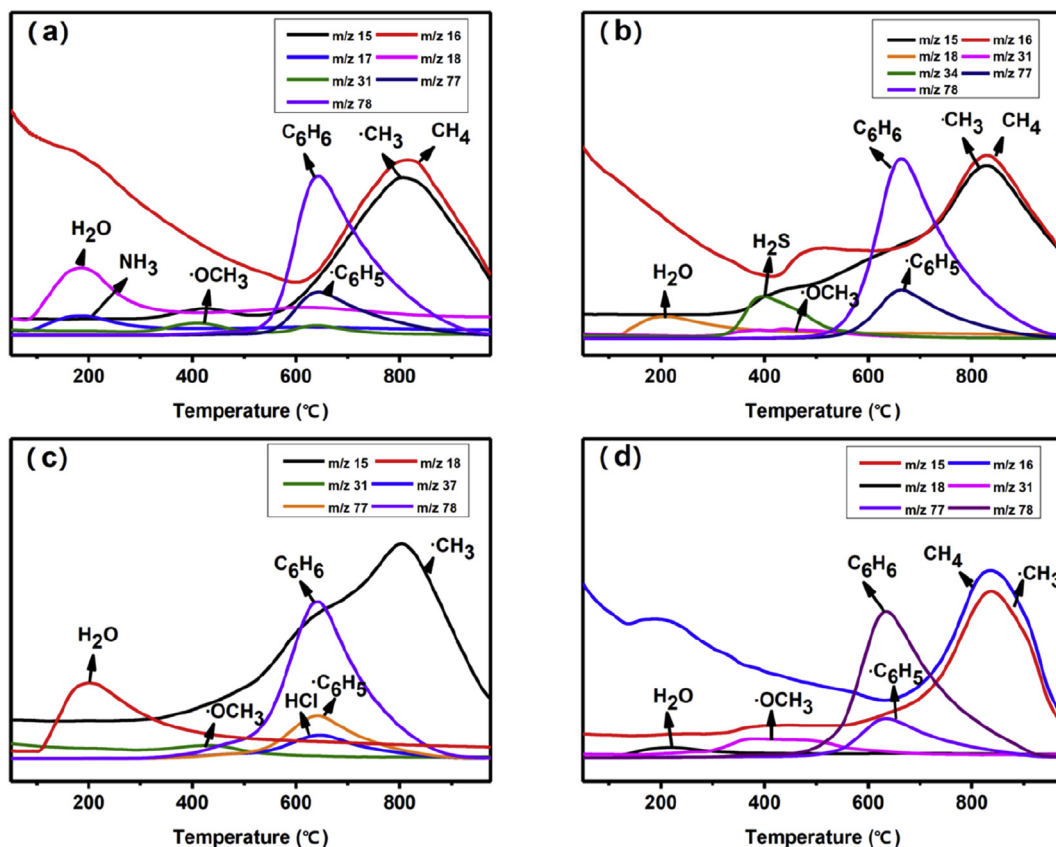 (a)
m/z 15 m/z 16
m/z 17 m/z 18
m/z 31 m/z 77
m/z 78
C6H6
·CH3
CH4
H2O
NH3
·OCH3
·C6H5
200 400 600 800
Temperature (℃)
(b)
m/z 15 m/z 16
m/z 18 m/z 31
m/z 34 m/z 77
m/z 78
C6H6
·CH3
CH4
H2S
H2O
·OCH3
·C6H5
200 400 600 800
Temperature (℃)
(c)
m/z 15 m/z 18
m/z 31 m/z 37
m/z 77 m/z 78
C6H6
·CH3
H2O
·OCH3
HCl
·C6H5
200 400 600 800
Temperature (℃)
(d)
m/z 15 m/z 16
m/z 18 m/z 31
m/z 77 m/z 78
C6H6
CH4
·CH3
H2O
·OCH3
·C6H5
200 400 600 800
Temperature (℃)